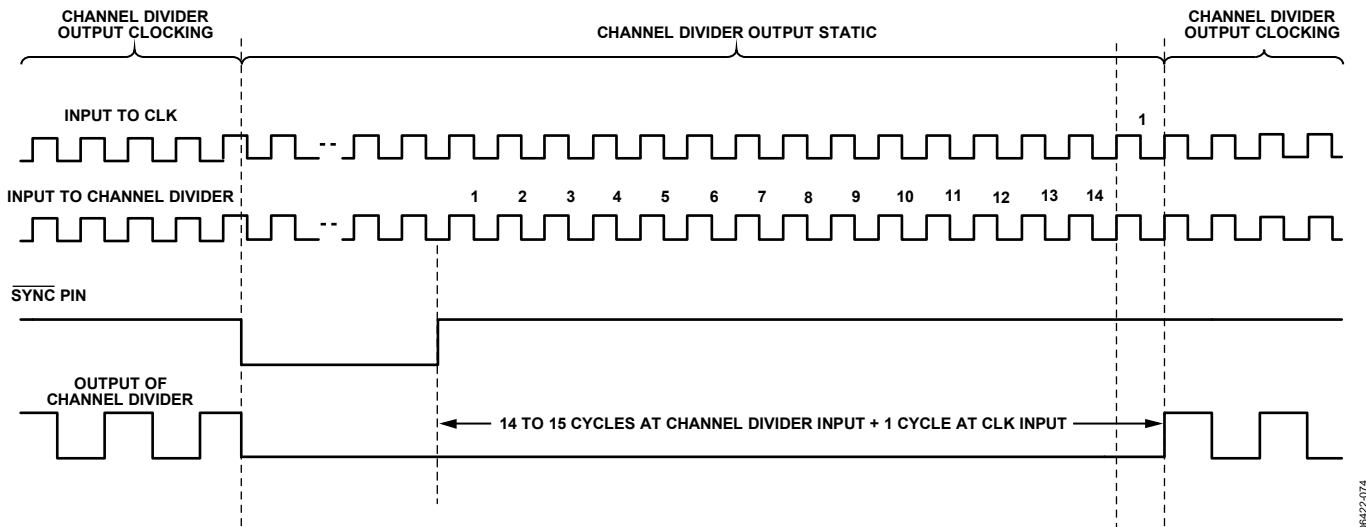 CHANNEL DIVIDER
OUTPUT CLOCKING
CHANNEL DIVIDER OUTPUT STATIC
CHANNEL DIVIDER
OUTPUT CLOCKING
INPUT TO CLK
1
INPUT TO CHANNEL DIVIDER
1 2 3 4 5 6 7 8 9 10 11 12 13 14
SYNC PIN
OUTPUT OF
CHANNEL DIVIDER
14 TO 15 CYCLES AT CHANNEL DIVIDER INPUT + 1 CYCLE AT CLK INPUT
06422-074